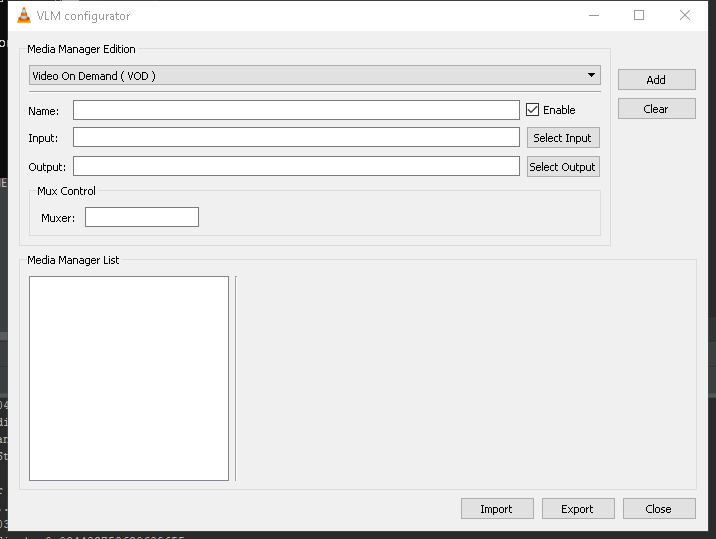 VLM configurator
Media Manager Edition
Video On Demand ( VOD )
Add
Name:
Enable
Clear
Input:
Select Input
Output:
Select Output
Mux Control
Muxer:
Media Manager List
Import
Export
Close